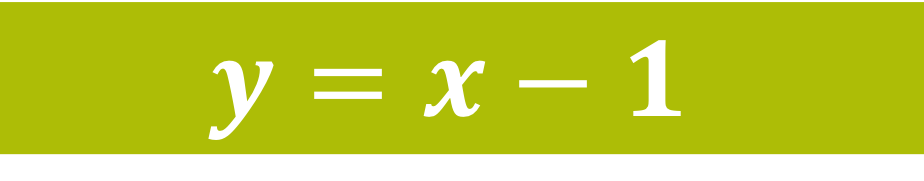 y = x − 1